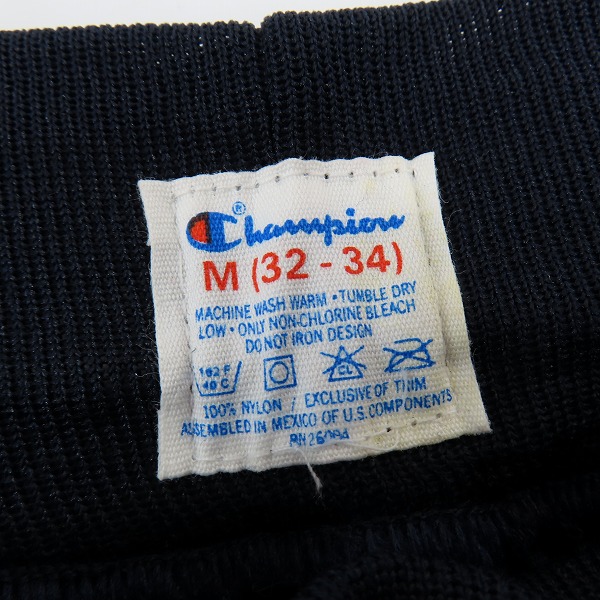 Champion®
M (32 - 34)
MACHINE WASH WARM • TUMBLE DRY
LOW • ONLY NON-CHLORINE BLEACH
DO NOT IRON DESIGN
40 C CL
100% NYLON / EXCLUSIVE OF TRIM
ASSEMBLED IN MEXICO OF U.S. COMPONENTS